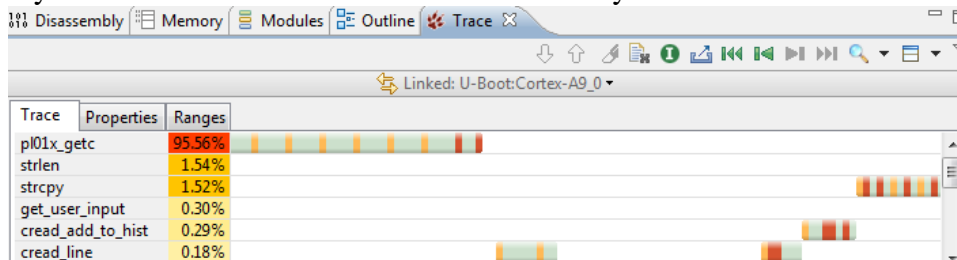 Disassembly Memory Modules Outline Trace
Linked: U-Boot:Cortex-A9_0
Trace Properties Ranges
pl01x_getc 95.56%
strlen 1.54%
strcpy 1.52%
get_user_input 0.30%
cread_add_to_hist 0.29%
cread_line 0.18%